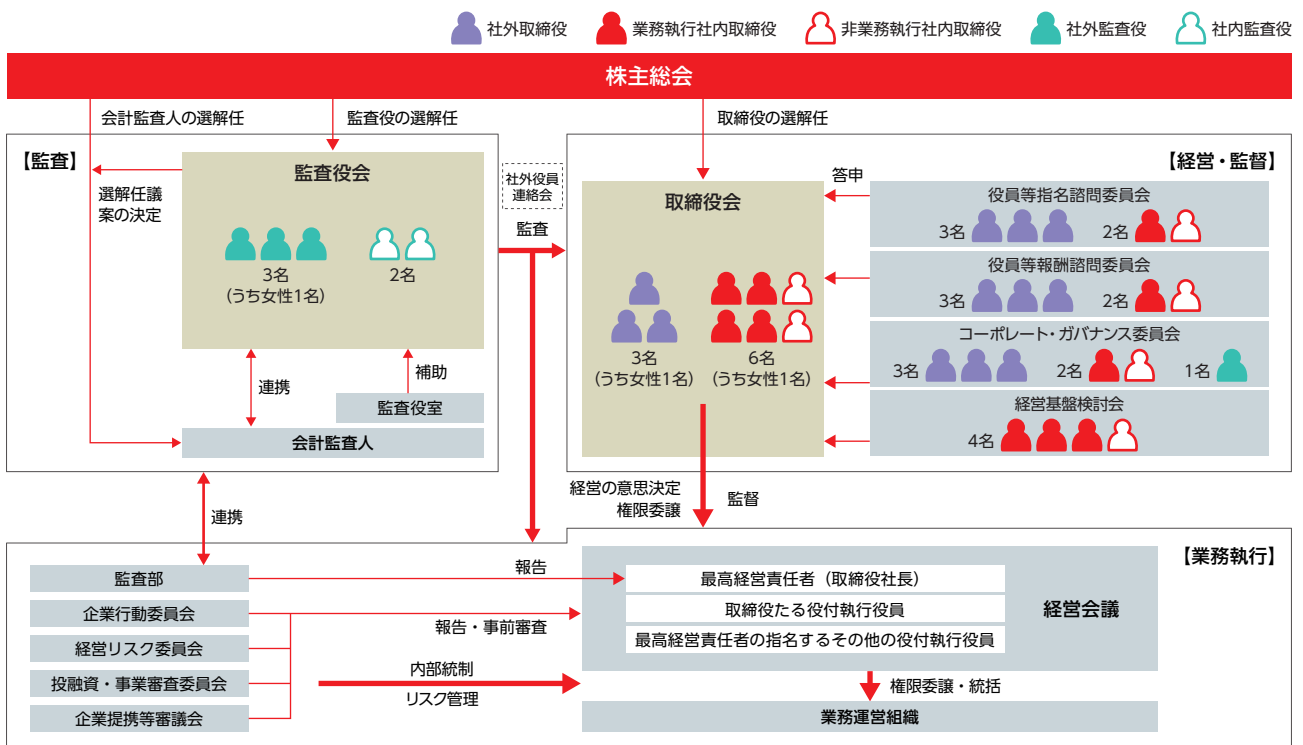 社外取締役
業務執行社内取締役
非業務執行社内取締役
社外監査役
社内監査役
株主総会
会計監査人の選解任
監査役の選解任
取締役の選解任
【監査】
監査役会
選解任議
案の決定
3名
(うち女性1名)
2名
連携
補助
監査役室
会計監査人
社外役員
連絡会
監査
【経営・監督】
取締役会
3名
(うち女性1名)
6名
(うち女性1名)
答申
役員等指名諮問委員会
3名
2名
役員等報酬諮問委員会
3名
2名
コーポレート・ガバナンス委員会
3名
2名
1名
経営基盤検討会
4名
連携
経営の意思決定
権限委譲
監督
【業務執行】
監査部
報告
企業行動委員会
経営リスク委員会
投融資・事業審査委員会
企業提携等審議会
報告・事前審査
内部統制
リスク管理
最高経営責任者（取締役社長）
取締役たる役付執行役員
最高経営責任者の指名するその他の役付執行役員
経営会議
権限委譲・統括
業務運営組織